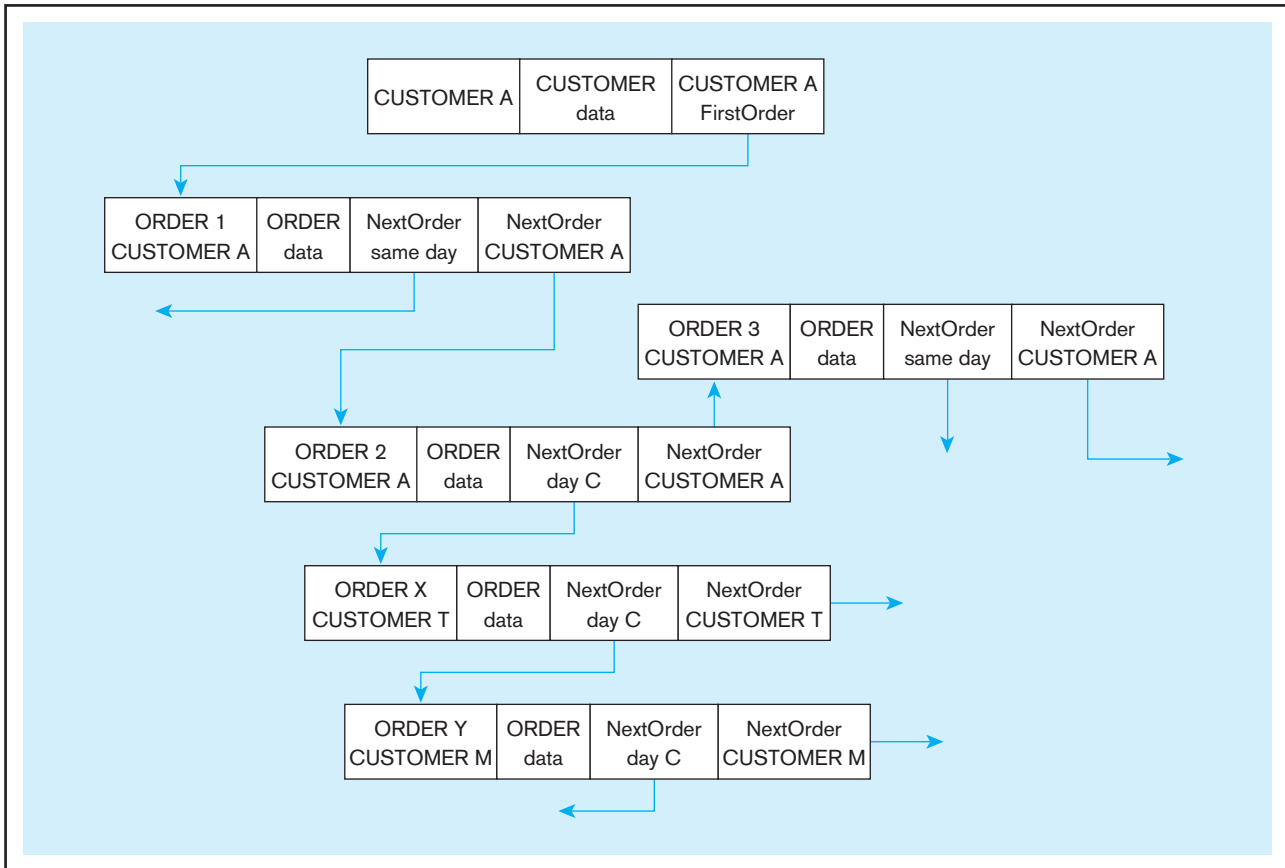 CUSTOMER A
CUSTOMER
data
CUSTOMER A
FirstOrder
ORDER 1
CUSTOMER A
ORDER
data
NextOrder
same day
NextOrder
CUSTOMER A
ORDER 3
CUSTOMER A
ORDER
data
NextOrder
same day
NextOrder
CUSTOMER A
ORDER 2
CUSTOMER A
ORDER
data
NextOrder
day C
NextOrder
CUSTOMER A
ORDER X
CUSTOMER T
ORDER
data
NextOrder
day C
NextOrder
CUSTOMER T
ORDER Y
CUSTOMER M
ORDER
data
NextOrder
day C
NextOrder
CUSTOMER M